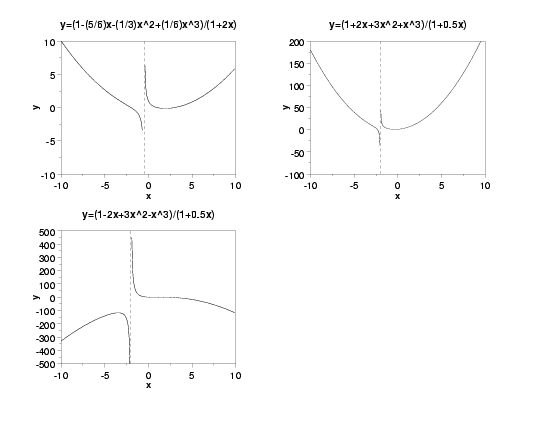 y=(1-(5/6)x-(1/3)x^2+(1/6)x^3)/(1+2x)
10
5
0
-5
-10
y
-10 -5 0 5 10
x
y=(1+2x+3x^2+x^3)/(1+0.5x)
200
150
100
50
0
-50
-100
y
-10 -5 0 5 10
x
y=(1-2x+3x^2-x^3)/(1+0.5x)
500
400
300
200
100
0
-100
-200
-300
-400
-500
y
-10 -5 0 5 10
x